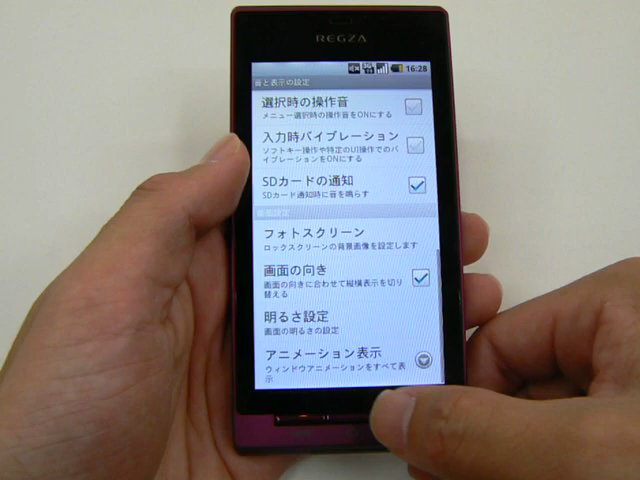 REGZA
16:28
音と表示の設定
選択時の操作音
メニュー選択時の操作音をONにする
入力時バイブレーション
ソフトキー操作や特定のUI操作でのバ
イブレーションをONにする
SDカードの通知
SDカード通知時に音を鳴らす
画面設定
フォトスクリーン
ロックスクリーンの背景画像を設定します
画面の向き
画面の向きに合わせて縦横表示を切り
替える
明るさ設定
画面の明るさの設定
アニメーション表示
ウィンドウアニメーションをすべて表
示